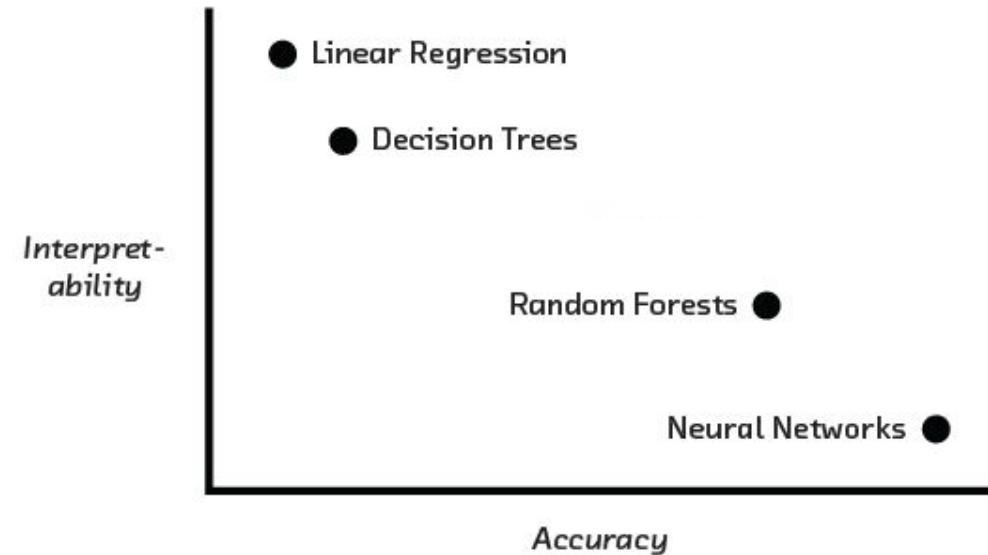 Linear Regression
Decision Trees
Interpret-
ability
Random Forests
Neural Networks
Accuracy